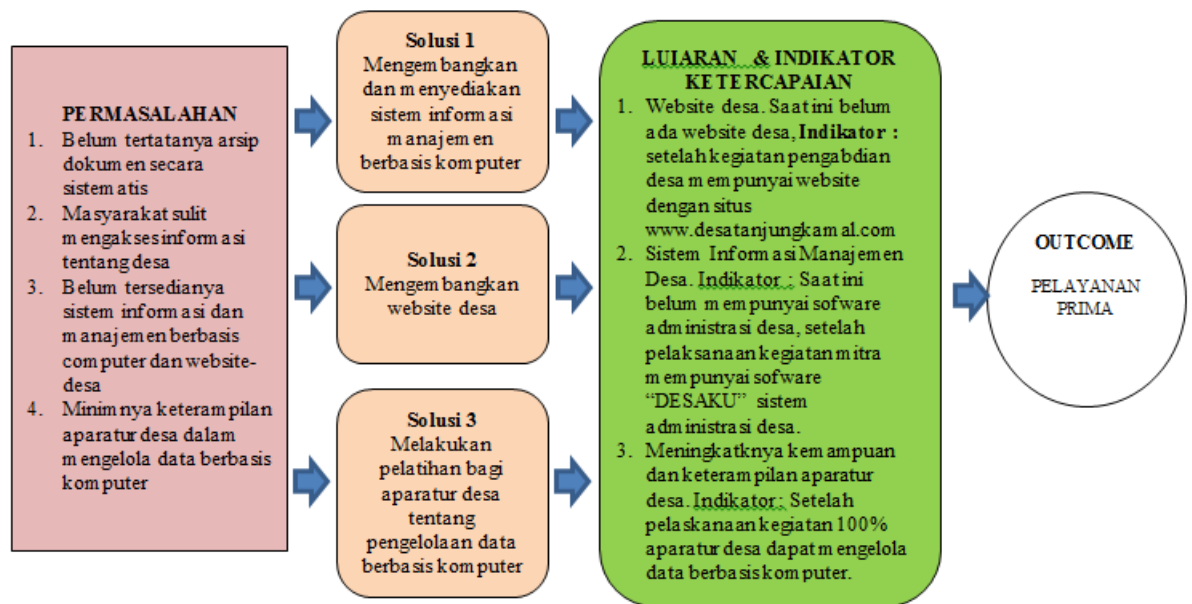 PERMASALAHAN
1. Belum tertatanya arsip
dokumen secara
sistematis
2. Masyarakat sulit
mengakses informasi
tentang desa
3. Belum tersedianya
sistem informasi dan
manajemen berbasis
computer dan website-
desa
4. Minimnya keterampilan
aparatur desa dalam
mengelola data berbasis
komputer
Solusi 1
Mengembangkan
dan menyediakan
sistem informasi
manajemen
berbasis komputer
Solusi 2
Mengembangkan
website desa
Solusi 3
Melakukan
pelatihan bagi
aparatur desa
tentang
pengelolaan data
berbasis komputer
LUIARAN & INDIKATOR
KETERCAPAIAN
1. Website desa. Saat ini belum
ada website desa, Indikator :
setelah kegiatan pengabdian
desa mempunyai website
dengan situs
www.desatanjungkamal.com
2. Sistem Informasi Manajemen
Desa. Indikator : Saat ini
belum mempunyai sofware
administrasi desa, setelah
pelaksanaan kegiatan mitra
mempunyai sofware
“DESAKU” sistem
administrasi desa.
3. Meningkatknya kemampuan
dan keterampilan aparatur
desa. Indikator : Setelah
pelaskanaan kegiatan 100%
aparatur desa dapat mengelola
data berbasis komputer.
OUTCOME
PELAYANAN
PRIMA